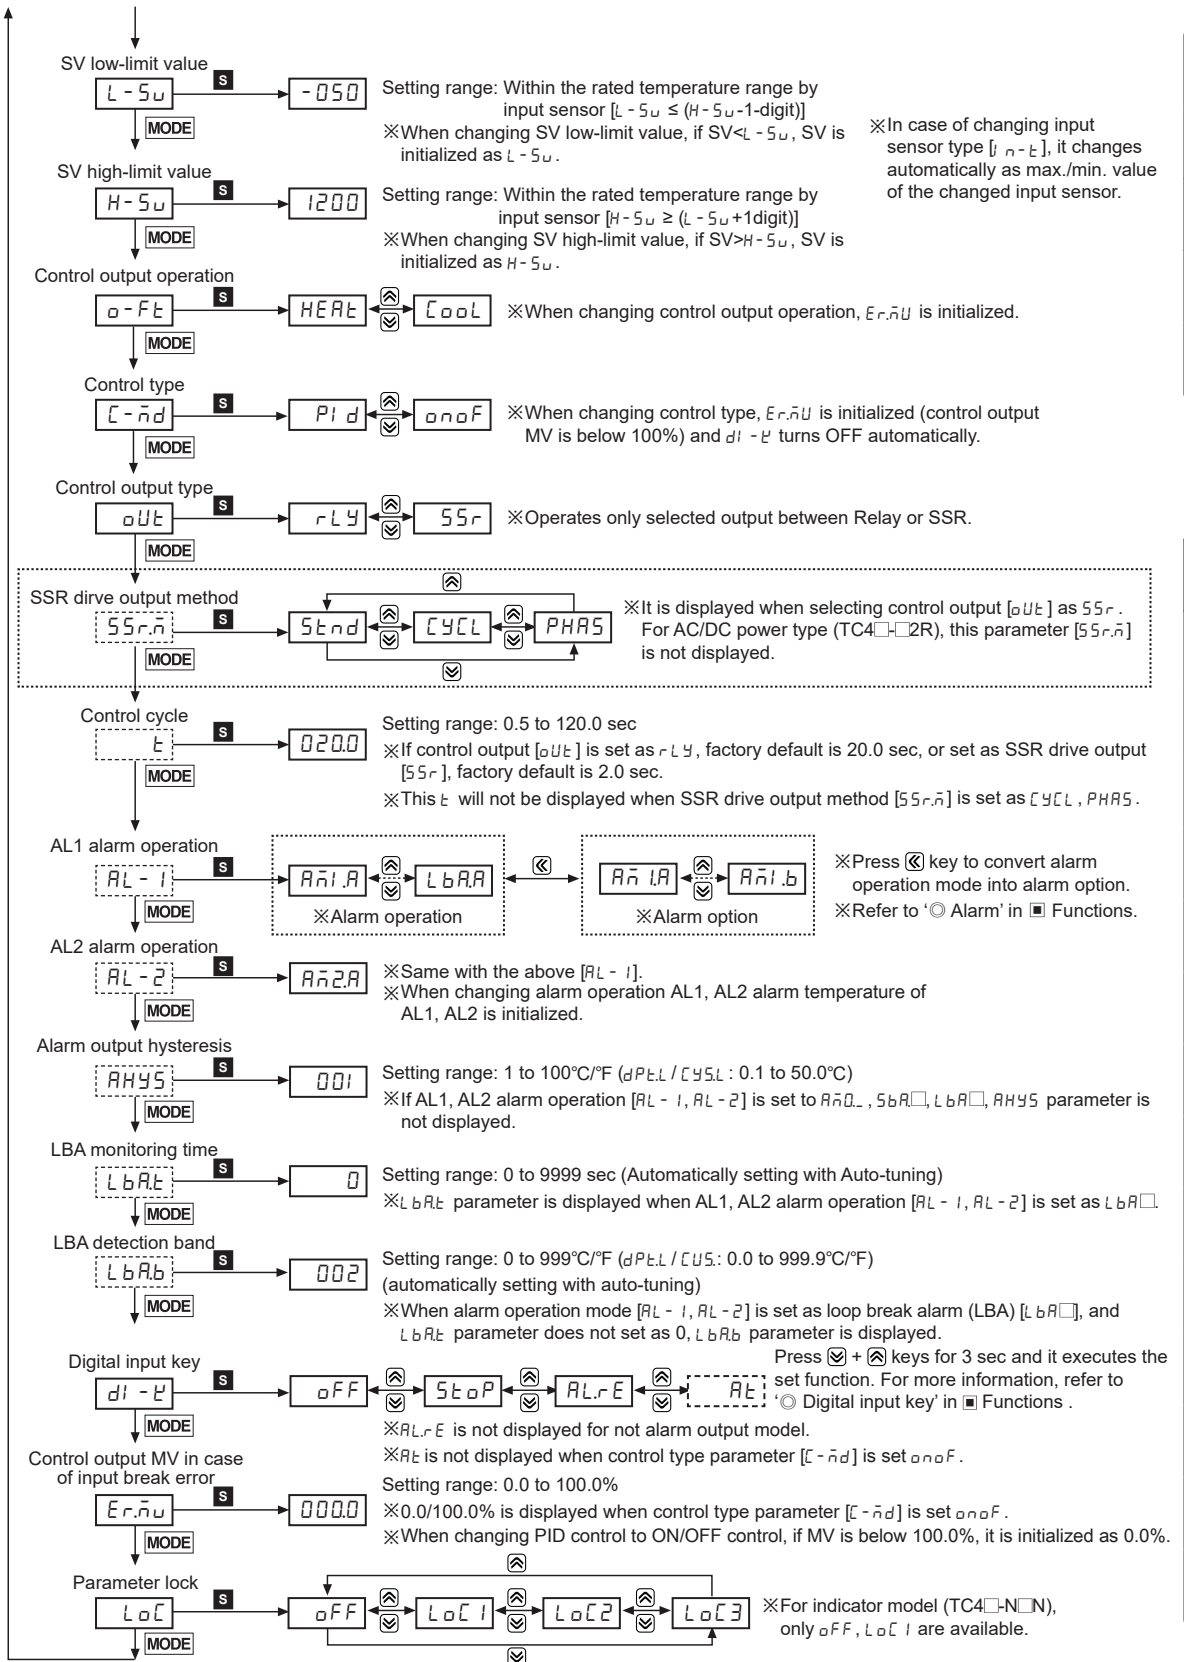 SV low-limit value
S
L-Sv
-050
MODE
Setting range: Within the rated temperature range by
input sensor [L-Sv ≤ (H-Sv-1-digit)]
※When changing SV low-limit value, if SV<L-Sv, SV is
initialized as L-Sv.
※In case of changing input
sensor type [In-t], it changes
automatically as max./min. value
of the changed input sensor.
SV high-limit value
S
H-Sv
1200
MODE
Setting range: Within the rated temperature range by
input sensor [H-Sv ≥ (L-Sv+1digit)]
※When changing SV high-limit value, if SV>H-Sv, SV is
initialized as H-Sv.
Control output operation
S
o-Ft
HEAt
CooL
※When changing control output operation, Er.MU is initialized.
MODE
Control type
S
C-Md
PId
onoF
※When changing control type, Er.MU is initialized (control output
MV is below 100%) and dI-K turns OFF automatically.
MODE
Control output type
S
oUt
rLY
SSr
※Operates only selected output between Relay or SSR.
MODE
SSR dirve output method
S
SSr.M
Stnd
CYCL
PHAS
MODE
※It is displayed when selecting control output [oUt] as SSr.
For AC/DC power type (TC4□-□2R), this parameter [SSr.M]
is not displayed.
Control cycle
S
t
020.0
MODE
Setting range: 0.5 to 120.0 sec
※If control output [oUt] is set as rLY, factory default is 20.0 sec, or set as SSR drive output
[SSr], factory default is 2.0 sec.
※This t will not be displayed when SSR drive output method [SSr.M] is set as CYCL, PHAS.
AL1 alarm operation
S
AL-1
AM1.A
LbA.A
※Alarm operation
AM1.A
AM1.b
※Alarm option
MODE
※Press key to convert alarm
operation mode into alarm option.
※Refer to ‘◎ Alarm’ in ▣ Functions.
AL2 alarm operation
S
AL-2
AM2.A
MODE
※Same with the above [AL-1].
※When changing alarm operation AL1, AL2 alarm temperature of
AL1, AL2 is initialized.
Alarm output hysteresis
S
AHYS
001
MODE
Setting range: 1 to 100°C/°F (dPt.L / CYS.L : 0.1 to 50.0°C)
※If AL1, AL2 alarm operation [AL-1, AL-2] is set to AM0._, SbA.□, LbA□, AHYS parameter is
not displayed.
LBA monitoring time
S
LbA.t
0
MODE
Setting range: 0 to 9999 sec (Automatically setting with Auto-tuning)
※LbA.t parameter is displayed when AL1, AL2 alarm operation [AL-1, AL-2] is set as LbA□.
LBA detection band
S
LbA.b
002
MODE
Setting range: 0 to 999°C/°F (dPt.L / CUS.: 0.0 to 999.9°C/°F)
(automatically setting with auto-tuning)
※When alarm operation mode [AL-1, AL-2] is set as loop break alarm (LBA) [LbA□], and
LbA.t parameter does not set as 0, LbA.b parameter is displayed.
Digital input key
S
dI-K
oFF
StoP
AL.rE
At
MODE
Press + keys for 3 sec and it executes the
set function. For more information, refer to
‘◎ Digital input key’ in ▣ Functions .
※AL.rE is not displayed for not alarm output model.
※At is not displayed when control type parameter [C-Md] is set onoF.
Control output MV in case
of input break error
S
Er.Mv
000.0
MODE
Setting range: 0.0 to 100.0%
※0.0/100.0% is displayed when control type parameter [C-Md] is set onoF.
※When changing PID control to ON/OFF control, if MV is below 100.0%, it is initialized as 0.0%.
Parameter lock
S
LoC
oFF
LoC1
LoC2
LoC3
MODE
※For indicator model (TC4□-N□N),
only oFF, LoC1 are available.